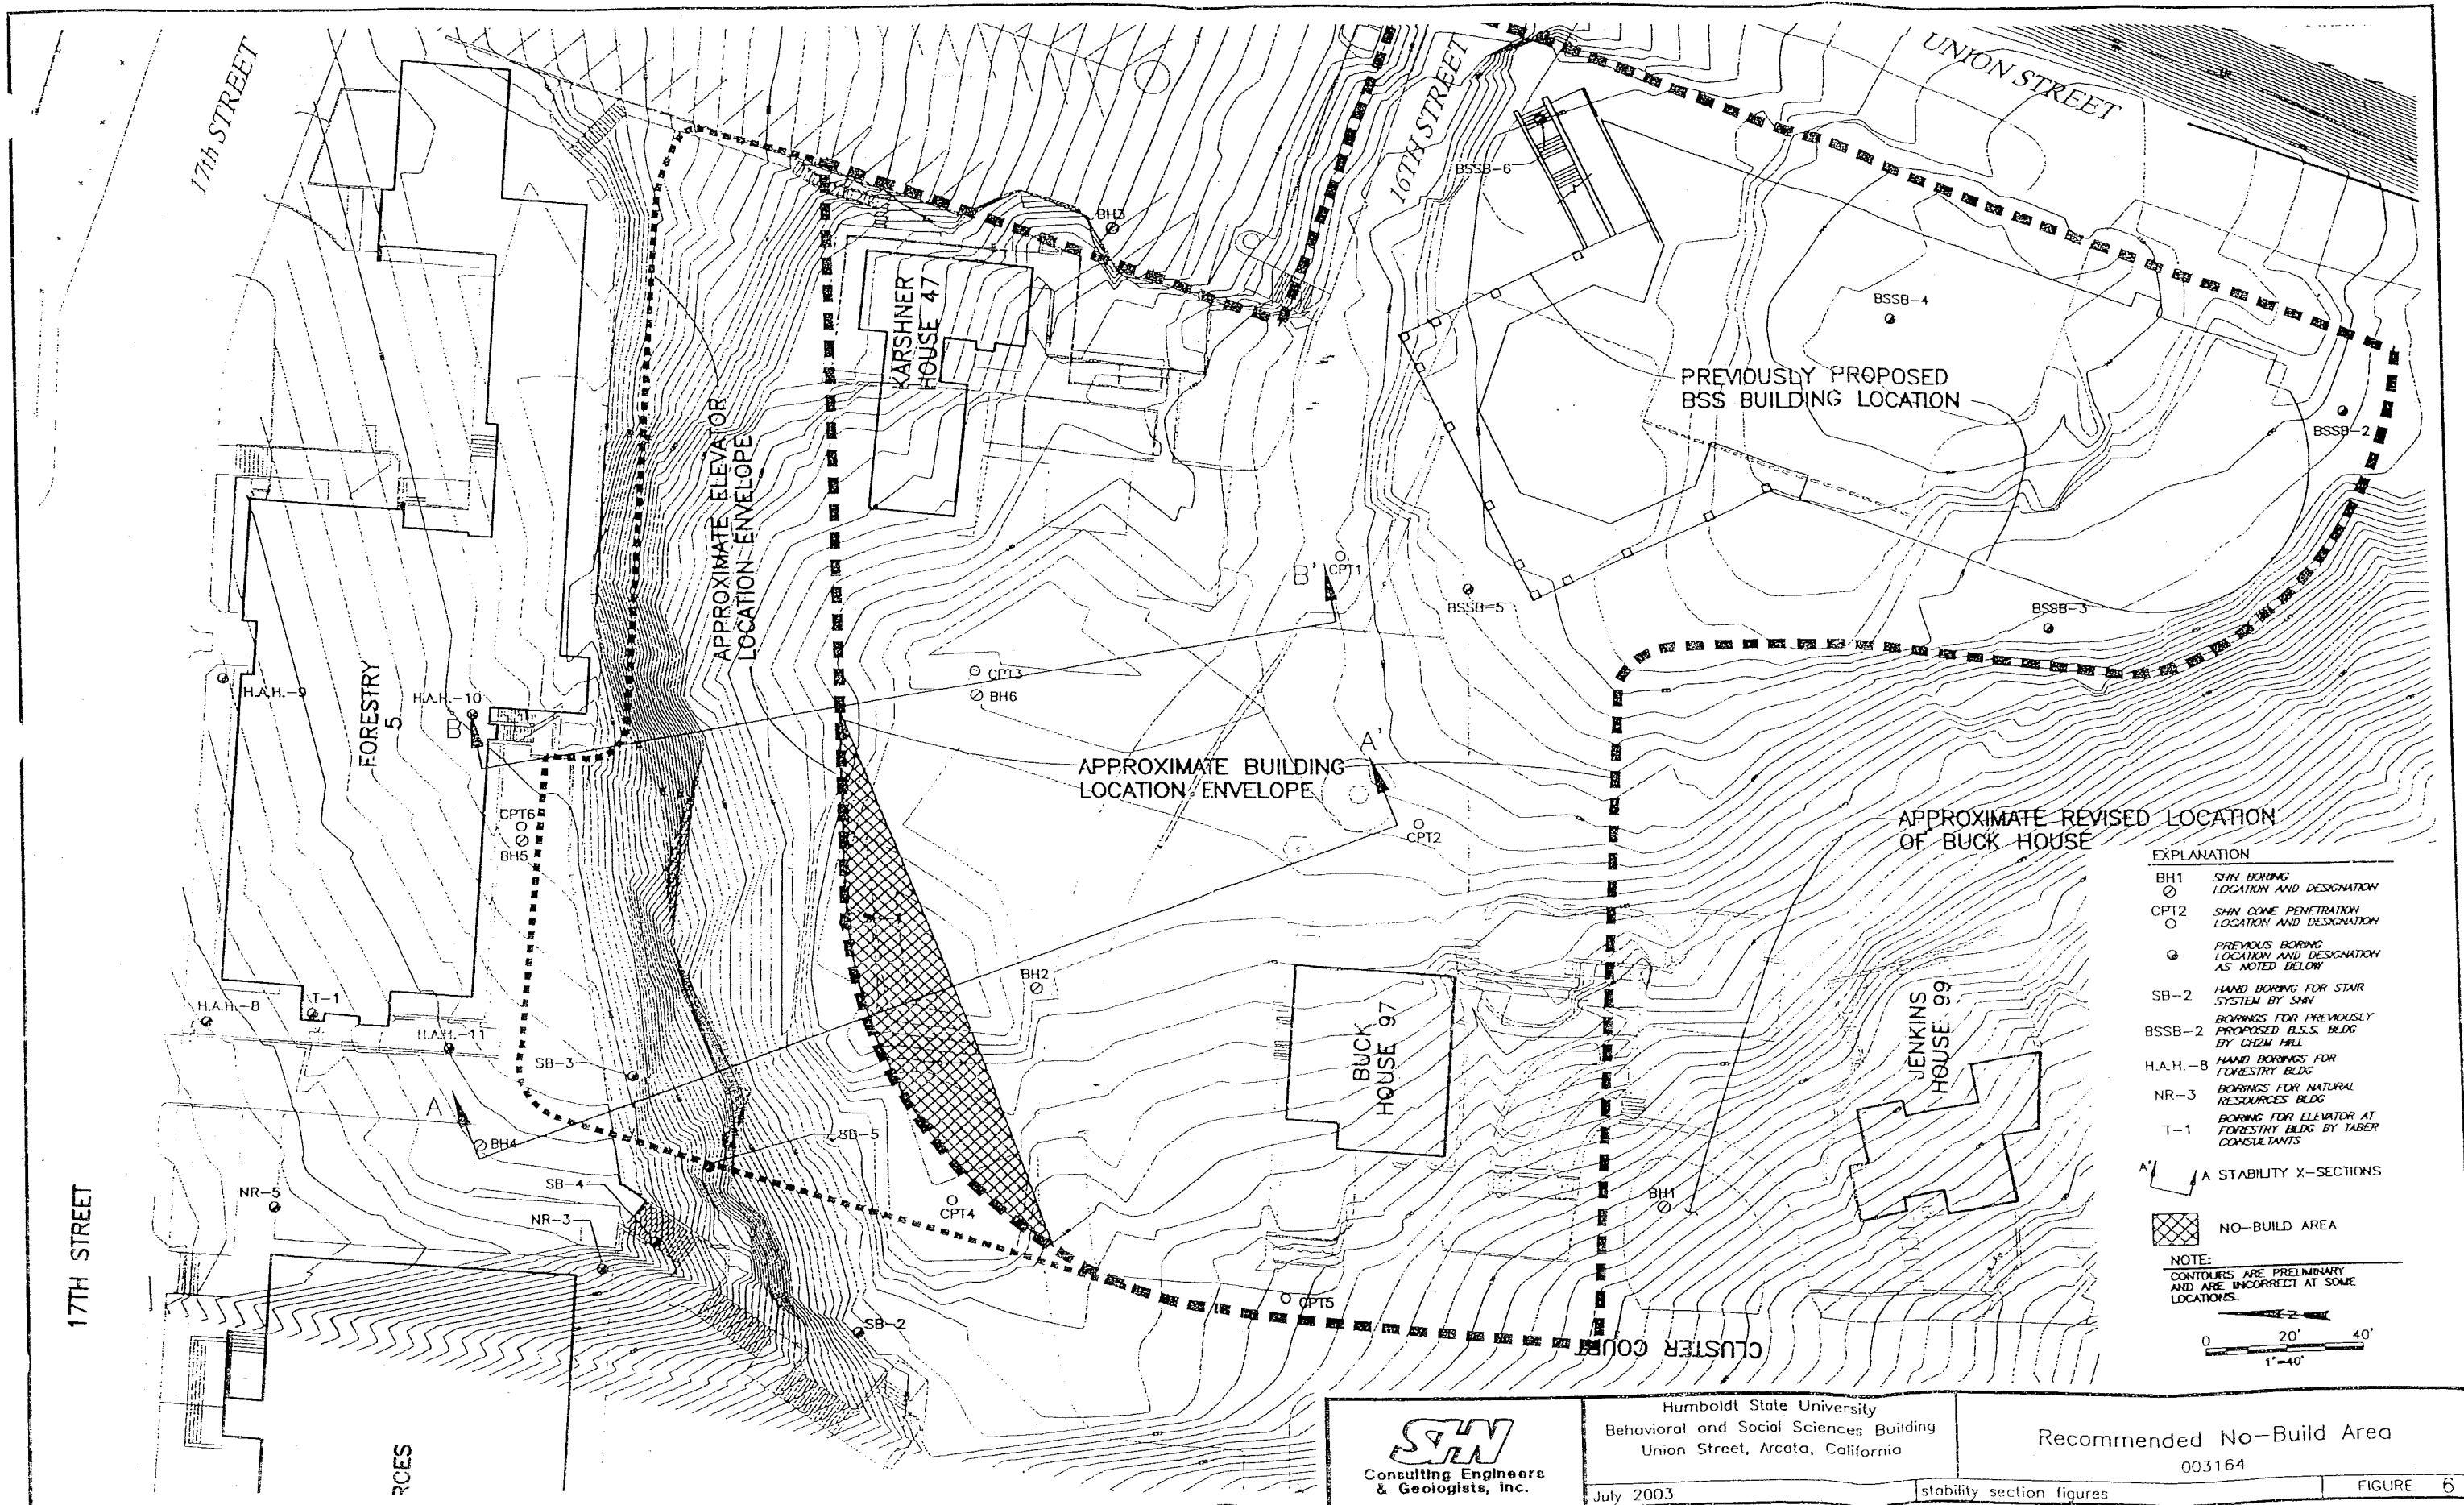 17th STREET
16TH STREET
UNION STREET
BSSB-6
BH3
BSSB-4
KARSHNER
HOUSE 47
PREVIOUSLY PROPOSED
BSS BUILDING LOCATION
BSSB-2
APPROXIMATE ELEVATOR
LOCATION ENVELOPE
B'
CPT1
BSSB-5
BSSB-3
H.A.H.-9
FORESTRY
5
H.A.H.-10
B
CPT3
BH6
A'
APPROXIMATE BUILDING
LOCATION ENVELOPE
CPT2
CPT6
BH5
APPROXIMATE REVISED LOCATION
OF BUCK HOUSE
BH2
H.A.H.-8
T-1
H.A.H.-11
SB-3
BUCK
HOUSE 97
JENKINS
HOUSE 99
A
BH4
SB-5
SB-4
NR-5
NR-3
CPT4
BH1
17TH STREET
SB-2
CPT5
CLUSTER COURT
RCES
EXPLANATION
BH1 SHN BORING
LOCATION AND DESIGNATION
CPT2 SHN CONE PENETRATION
LOCATION AND DESIGNATION
PREVIOUS BORING
LOCATION AND DESIGNATION
AS NOTED BELOW
SB-2 HAND BORING FOR STAIR
SYSTEM BY SHN
BSSB-2 BORINGS FOR PREVIOUSLY
PROPOSED B.S.S. BLDG
BY CH2M HILL
H.A.H.-8 HAND BORINGS FOR
FORESTRY BLDG
NR-3 BORINGS FOR NATURAL
RESOURCES BLDG
T-1 BORING FOR ELEVATOR AT
FORESTRY BLDG BY TABER
CONSULTANTS
A' A STABILITY X-SECTIONS
NO-BUILD AREA
NOTE:
CONTOURS ARE PRELIMINARY
AND ARE INCORRECT AT SOME
LOCATIONS.
Z
0 20' 40'
1"=40'
SHN
Consulting Engineers
& Geologists, Inc.
Humboldt State University
Behavioral and Social Sciences Building
Union Street, Arcata, California
Recommended No-Build Area
003164
July 2003
stability section figures
FIGURE 6